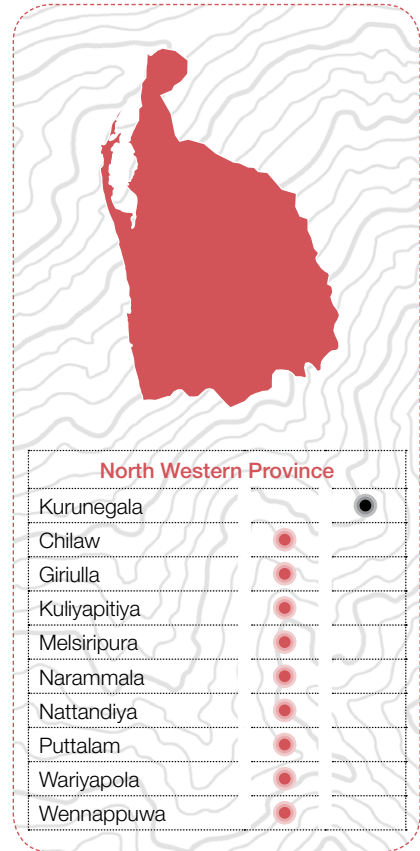 North Western Province
Kurunegala
Chilaw
Giriulla
Kuliyapitiya
Melsiripura
Narammala
Nattandiya
Puttalam
Wariyapola
Wennappuwa